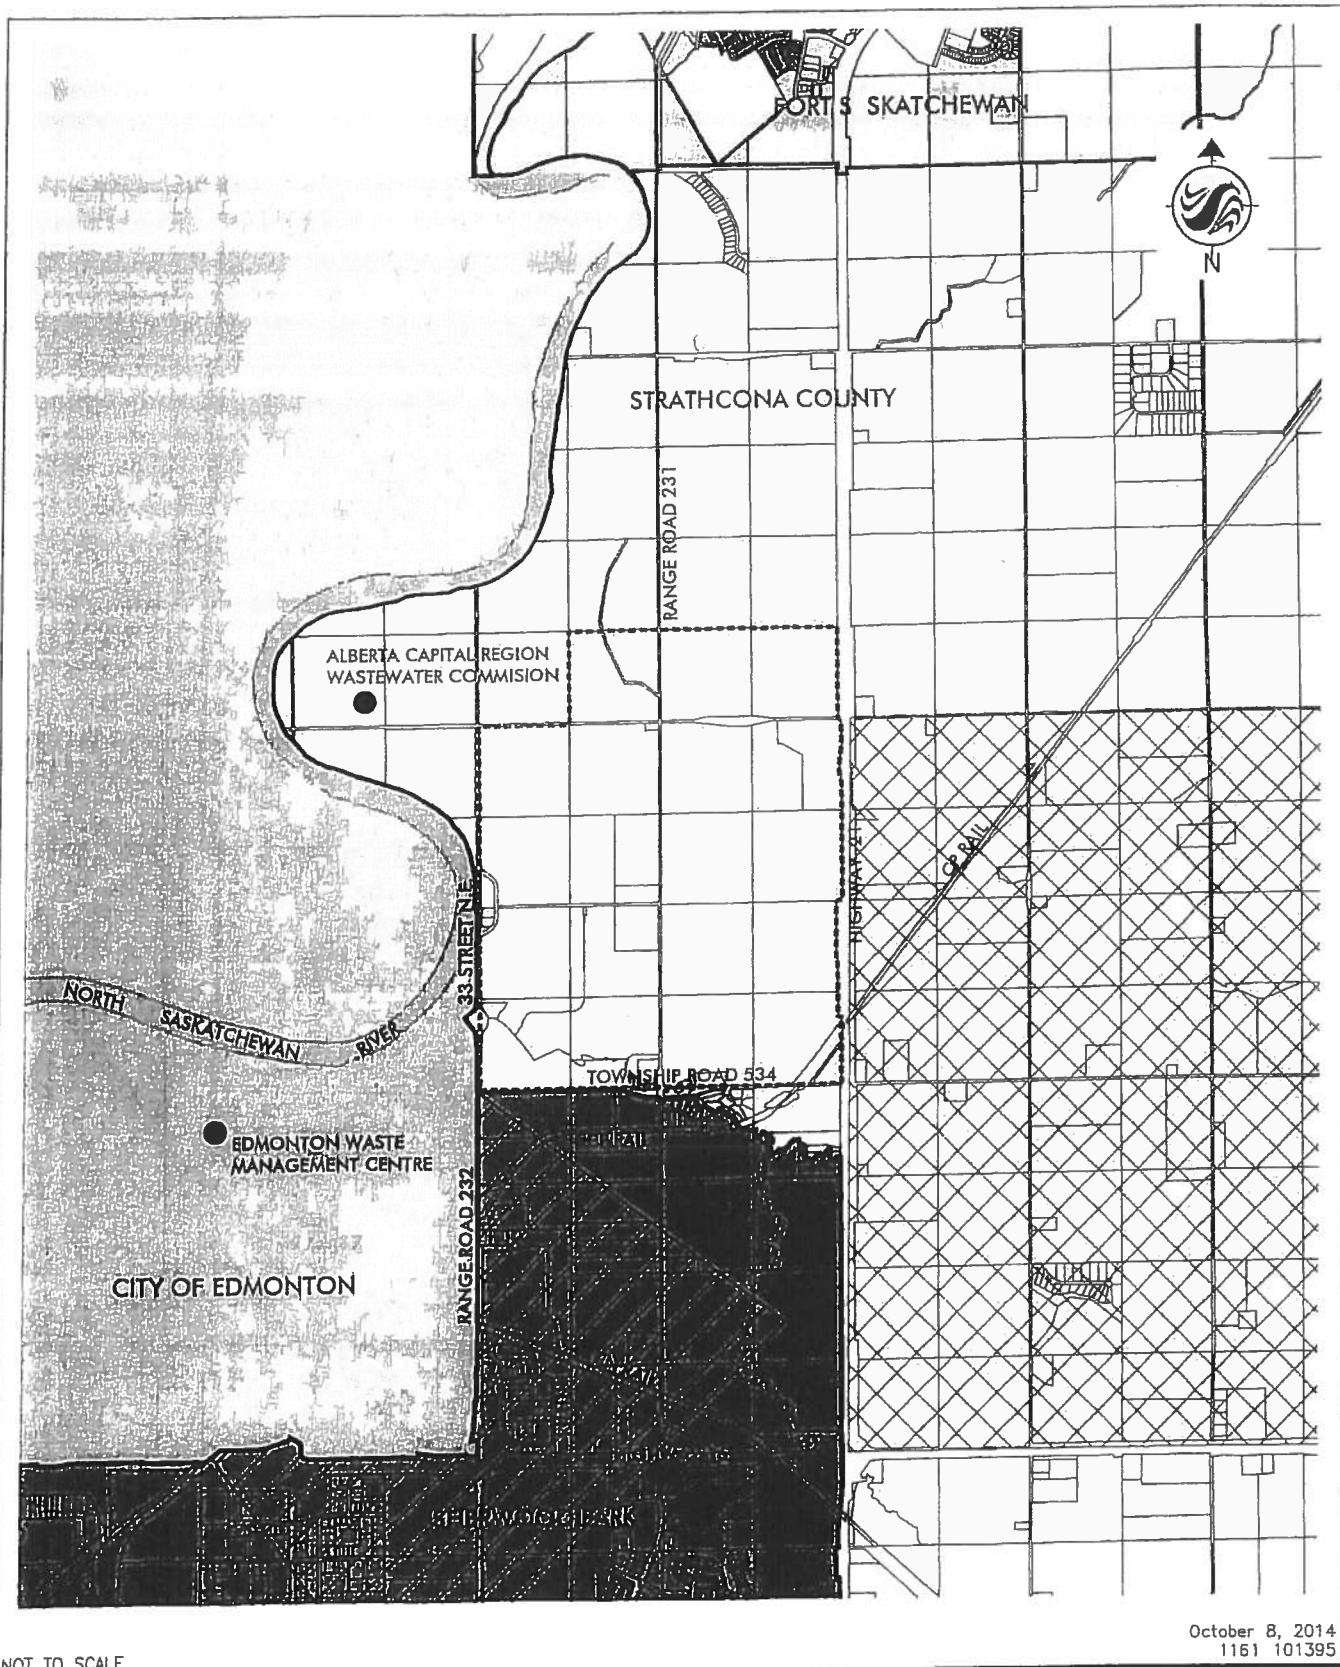 FORT S SKATCHEWAN
N
STRATHCONA COUNTY
RANGE ROAD 231
ALBERTA CAPITAL REGION
WASTEWATER COMMISION
HIGHWAY 21
CP RAIL
33 STREET N.E.
NORTH SASKATCHEWAN RIVER
TOWNSHIP ROAD 534
EDMONTON WASTE
MANAGEMENT CENTRE
RANGE ROAD 232
CITY OF EDMONTON
SHERWOOD PARK
October 8, 2014
1161 101395
NOT TO SCALE